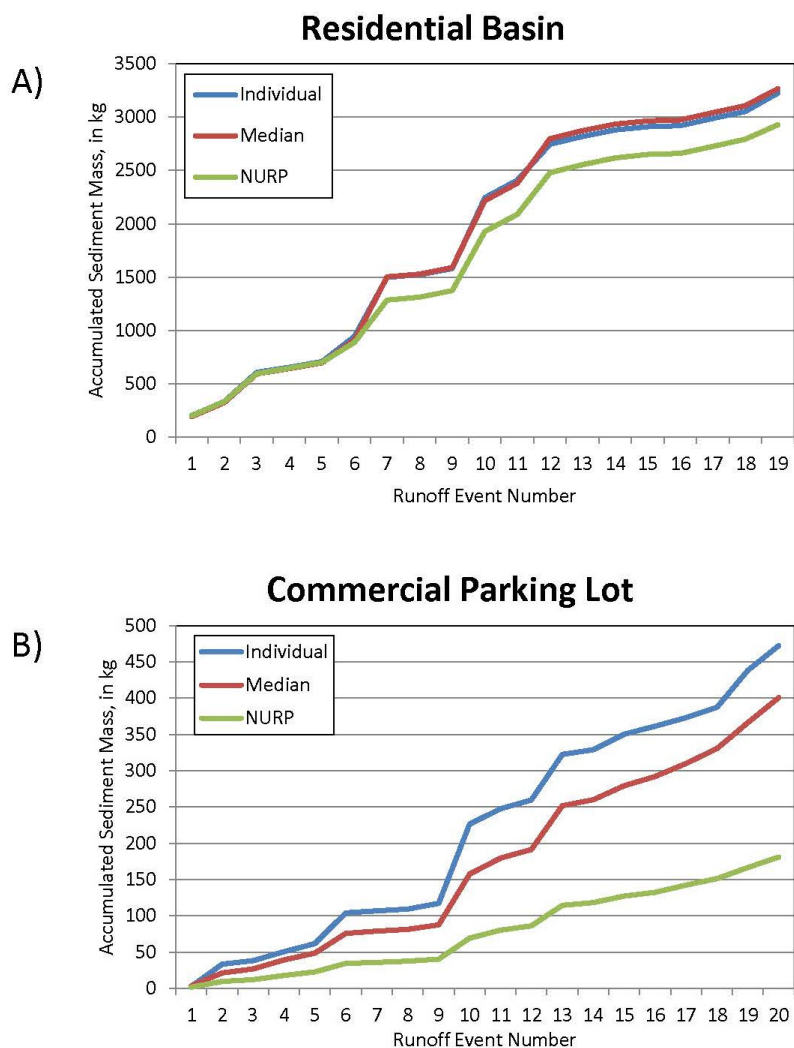 Residential Basin
A)
Accumulated Sediment Mass, in kg
3500
3000
2500
2000
1500
1000
500
0
Individual
Median
NURP
1 2 3 4 5 6 7 8 9 10 11 12 13 14 15 16 17 18 19
Runoff Event Number
Commercial Parking Lot
B)
Accumulated Sediment Mass, in kg
500
450
400
350
300
250
200
150
100
50
0
Individual
Median
NURP
1 2 3 4 5 6 7 8 9 10 11 12 13 14 15 16 17 18 19 20
Runoff Event Number